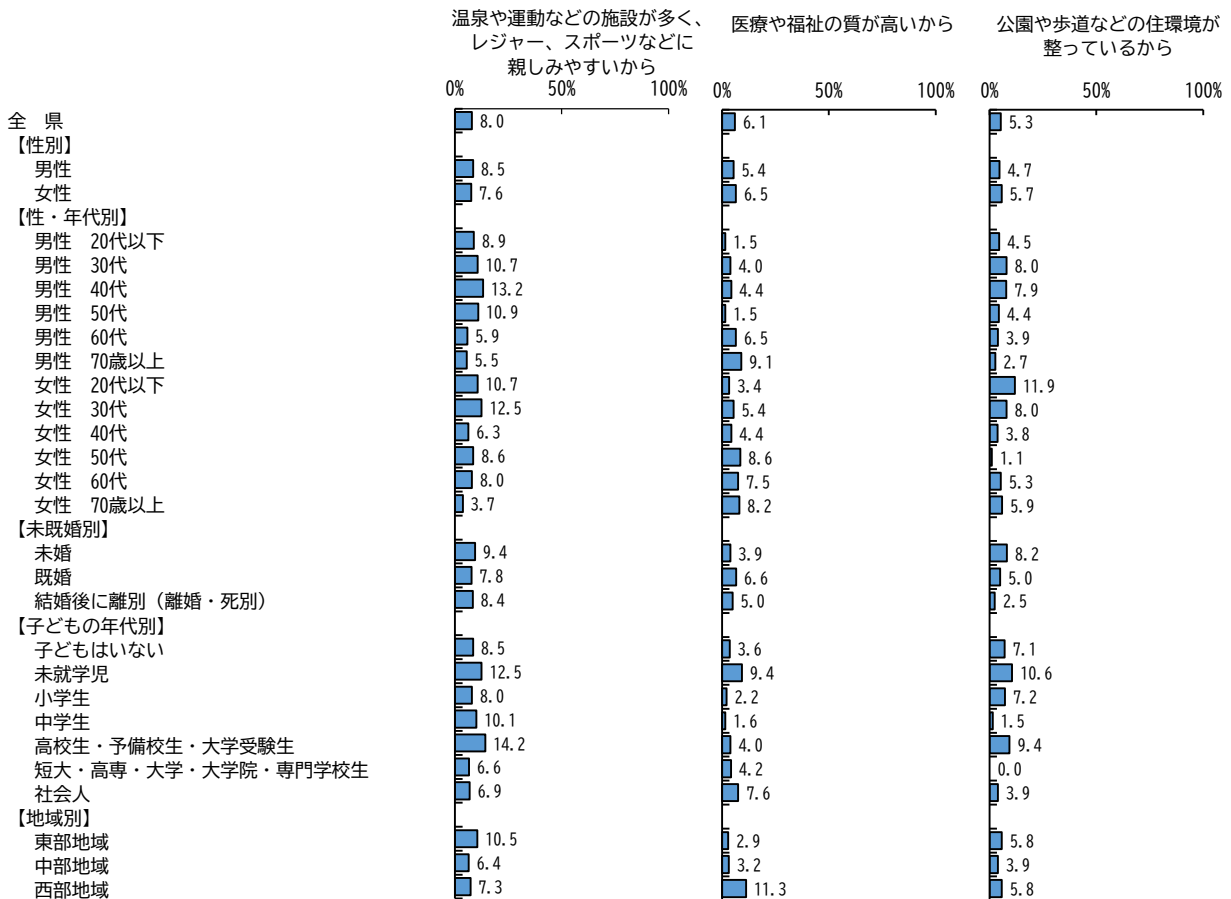 温泉や運動などの施設が多く、
レジャー、スポーツなどに
親しみやすいから
医療や福祉の質が高いから
公園や歩道などの住環境が
整っているから
0% 50% 100% 0% 50% 100% 0% 50% 100%
全 県 8.0 6.1 5.3
【性別】
男性 8.5 5.4 4.7
女性 7.6 6.5 5.7
【性・年代別】
男性 20代以下 8.9 1.5 4.5
男性 30代 10.7 4.0 8.0
男性 40代 13.2 4.4 7.9
男性 50代 10.9 1.5 4.4
男性 60代 5.9 6.5 3.9
男性 70歳以上 5.5 9.1 2.7
女性 20代以下 10.7 3.4 11.9
女性 30代 12.5 5.4 8.0
女性 40代 6.3 4.4 3.8
女性 50代 8.6 8.6 1.1
女性 60代 8.0 7.5 5.3
女性 70歳以上 3.7 8.2 5.9
【未既婚別】
未婚 9.4 3.9 8.2
既婚 7.8 6.6 5.0
結婚後に離別（離婚・死別） 8.4 5.0 2.5
【子どもの年代別】
子どもはいない 8.5 3.6 7.1
未就学児 12.5 9.4 10.6
小学生 8.0 2.2 7.2
中学生 10.1 1.6 1.5
高校生・予備校生・大学受験生 14.2 4.0 9.4
短大・高専・大学・大学院・専門学校生 6.6 4.2 0.0
社会人 6.9 7.6 3.9
【地域別】
東部地域 10.5 2.9 5.8
中部地域 6.4 3.2 3.9
西部地域 7.3 11.3 5.8